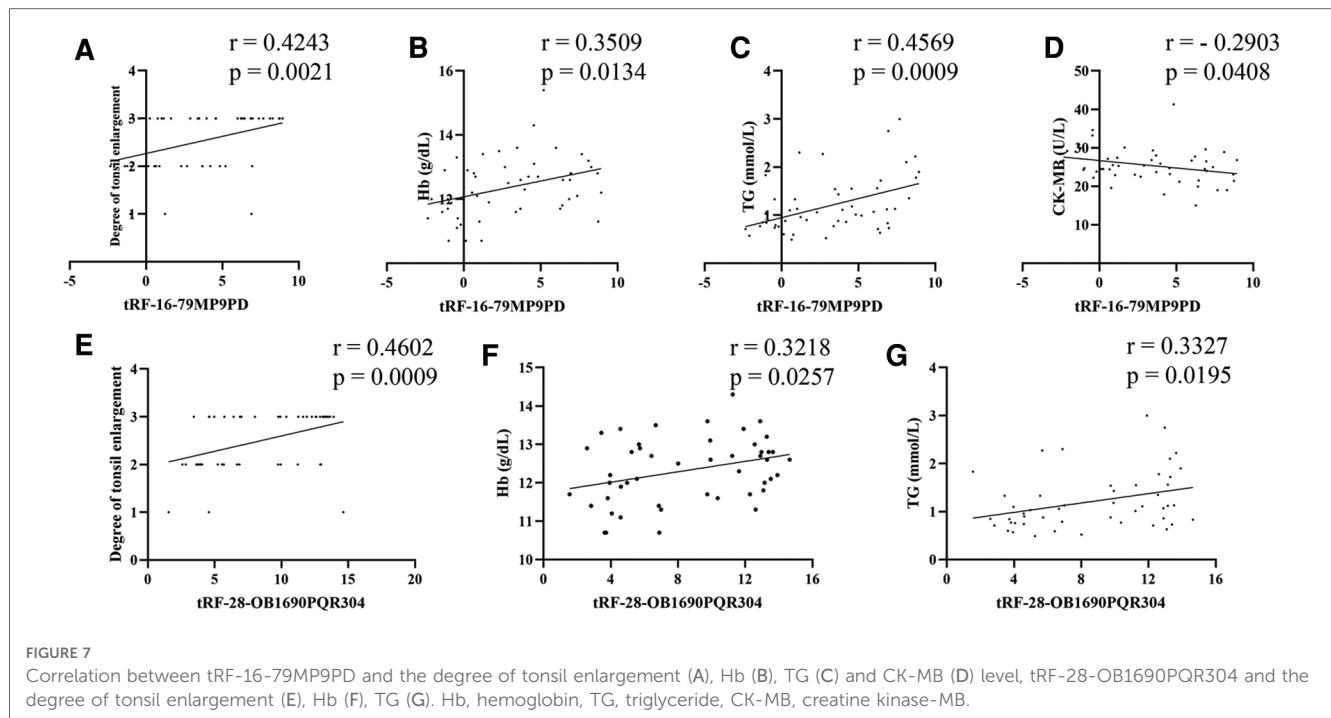 A
r = 0.4243
p = 0.0021
Degree of tonsil enlargement
4
3
2
1
0
-5
0
5
10
tRF-16-79MP9PD
B
r = 0.3509
p = 0.0134
Hb (g/dL)
16
14
12
10
-5
0
5
10
tRF-16-79MP9PD
C
r = 0.4569
p = 0.0009
TG (mmol/L)
4
3
2
1
0
-5
0
5
10
tRF-16-79MP9PD
D
r = - 0.2903
p = 0.0408
CK-MB (U/L)
50
40
30
20
10
0
-5
0
5
10
tRF-16-79MP9PD
E
r = 0.4602
p = 0.0009
Degree of tonsil enlargement
4
3
2
1
0
0
5
10
15
20
tRF-28-OB1690PQR304
F
r = 0.3218
p = 0.0257
Hb (g/dL)
15
14
13
12
11
10
0
4
8
12
16
tRF-28-OB1690PQR304
G
r = 0.3327
p = 0.0195
TG (mmol/L)
4
3
2
1
0
0
4
8
12
16
tRF-28-OB1690PQR304
FIGURE 7
Correlation between tRF-16-79MP9PD and the degree of tonsil enlargement (A), Hb (B), TG (C) and CK-MB (D) level, tRF-28-OB1690PQR304 and the
degree of tonsil enlargement (E), Hb (F), TG (G). Hb, hemoglobin, TG, triglyceride, CK-MB, creatine kinase-MB.